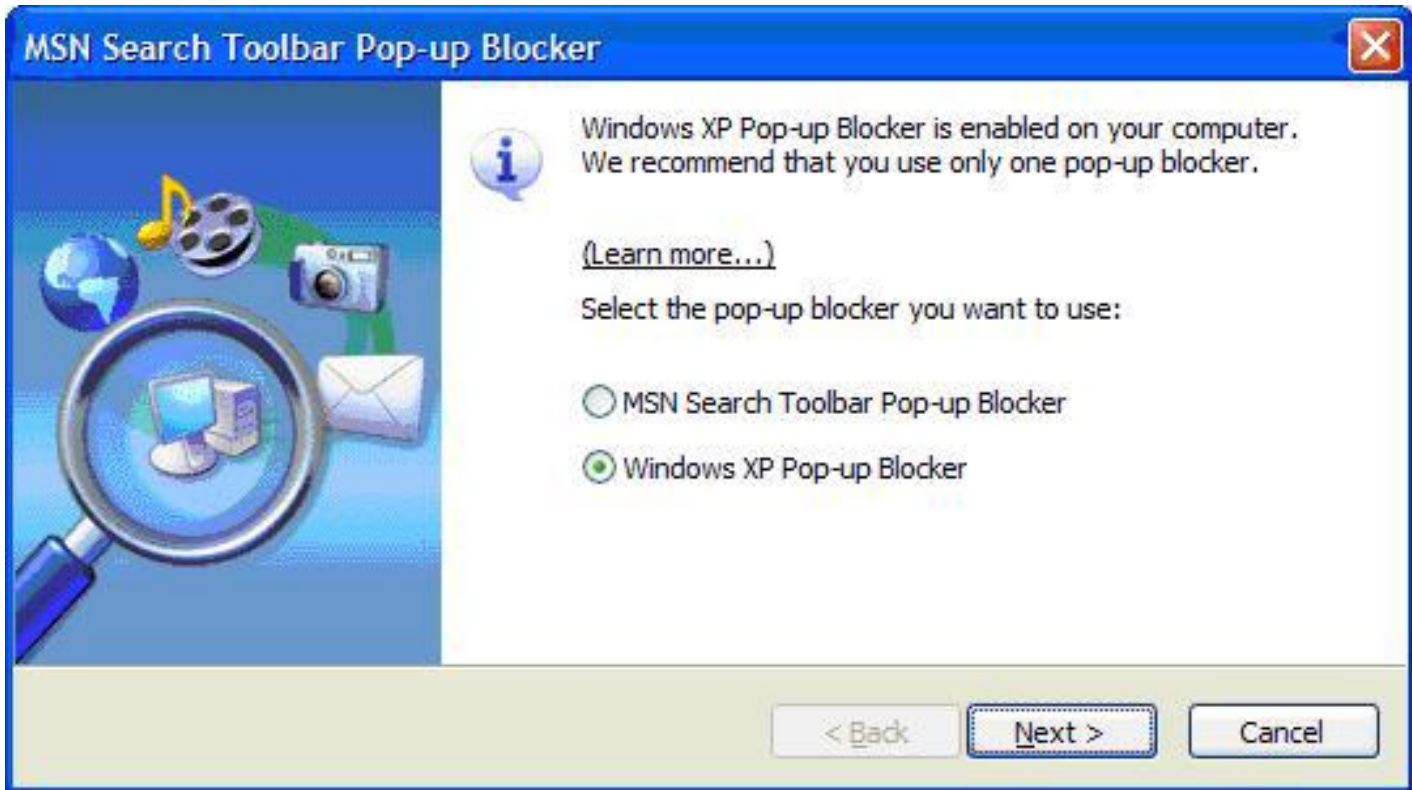 MSN Search Toolbar Pop-up Blocker
Windows XP Pop-up Blocker is enabled on your computer.
We recommend that you use only one pop-up blocker.
(Learn more...)
Select the pop-up blocker you want to use:
MSN Search Toolbar Pop-up Blocker
Windows XP Pop-up Blocker
< Back Next > Cancel